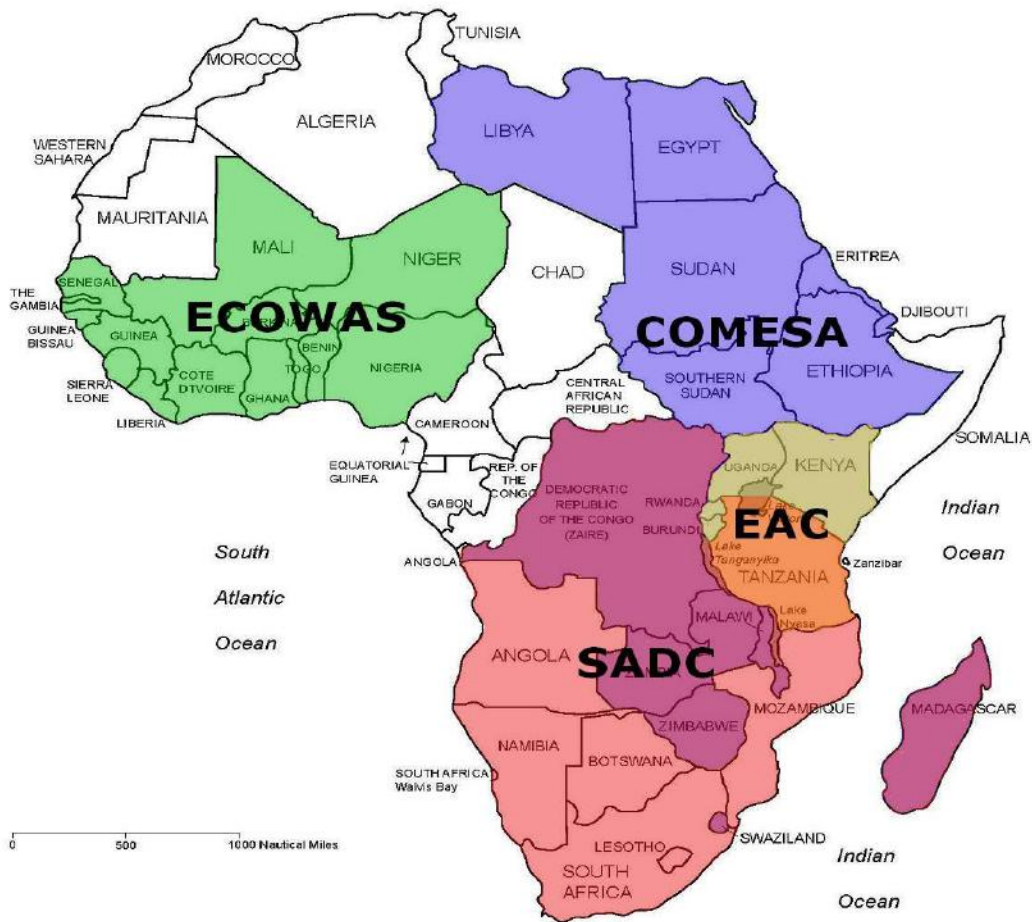 TUNISIA
MOROCCO
ALGERIA
LIBYA
EGYPT
WESTERN
SAHARA
MAURITANIA
MALI
NIGER
CHAD
SUDAN
ERITREA
DJIBOUTI
SENEGAL
THE
GAMBIA
GUINEA
BISSAU
GUINEA
ECOWAS
BENIN
TOGO
NIGERIA
COTE
D'TVOIRE
GHANA
SIERRA
LEONE
LIBERIA
COMESA
SOUTHERN
SUDAN
ETHIOPIA
CENTRAL
AFRICAN
REPUBLIC
CAMEROON
SOMALIA
EQUATORIAL
GUINEA
REP. OF
THE
CONGO
GABON
DEMOCRATIC
REPUBLIC
OF THE CONGO
(ZAIRE)
UGANDA
KENYA
RWANDA
BURUNDI
EAC
Lake
Lake
Tanganyika
TANZANIA
Zanzibar
Indian
Ocean
South
Atlantic
Ocean
ANGOLA
ANGOLA
MALAWI
Lake
Nyasa
SADC
MOZAMBIQUE
MADAGASCAR
ZIMBABWE
NAMIBIA
BOTSWANA
SOUTH AFRICA
Walvis Bay
SWAZILAND
LESOTHO
SOUTH
AFRICA
0 500 1000 Nautical Miles
Indian
Ocean